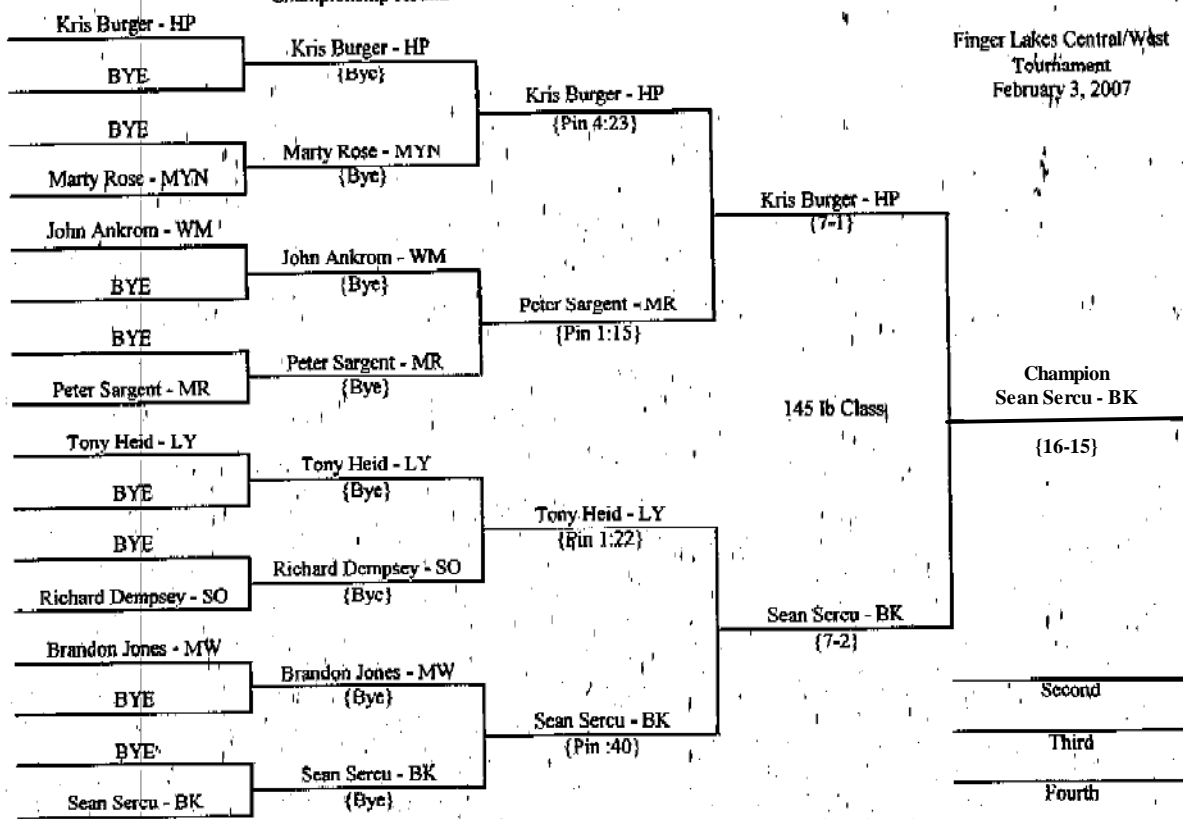 Kris Burger - HP
BYE
BYE
Marty Rose - MYN
John Ankrom - WM
BYE
BYE
Peter Sargent - MR
Tony Heid - LY
BYE
BYE
Richard Dempsey - SO
Brandon Jones - MW
BYE
BYE
Sean Sercu - BK
Kris Burger - HP
{Bye}
Marty Rose - MYN
{Bye}
John Ankrom - WM
{Bye}
Peter Sargent - MR
{Bye}
Tony Heid - LY
{Bye}
Richard Dempsey - SO
{Bye}
Brandon Jones - MW
{Bye}
Sean Sercu - BK
{Bye}
Kris Burger - HP
{Pin 4:23}
Peter Sargent - MR
{Pin 1:15}
Tony Heid - LY
{Pin 1:22}
Sean Sercu - BK
{Pin :40}
Kris Burger - HP
{7-1}
145 lb Class
Sean Sercu - BK
{7-2}
Finger Lakes Central/West
Tournament
February 3, 2007
Champion
Sean Sercu - BK
{16-15}
Second
Third
Fourth